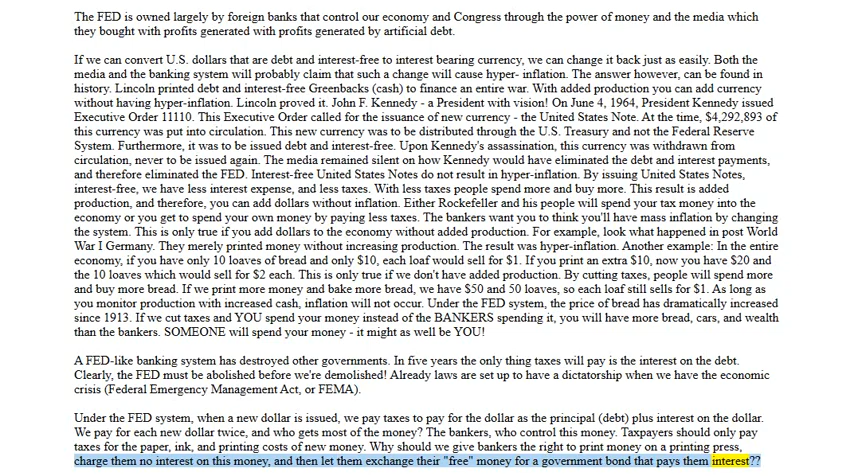 The FED is owned largely by foreign banks that control our economy and Congress through the power of money and the media which
they bought with profits generated with profits generated by artificial debt.
If we can convert U.S. dollars that are debt and interest-free to interest bearing currency, we can change it back just as easily. Both the
media and the banking system will probably claim that such a change will cause hyper- inflation. The answer however, can be found in
history. Lincoln printed debt and interest-free Greenbacks (cash) to finance an entire war. With added production you can add currency
without having hyper-inflation. Lincoln proved it. John F. Kennedy - a President with vision! On June 4, 1964, President Kennedy issued
Executive Order 11110. This Executive Order called for the issuance of new currency - the United States Note. At the time, $4,292,893 of
this currency was put into circulation. This new currency was to be distributed through the U.S. Treasury and not the Federal Reserve
System. Furthermore, it was to be issued debt and interest-free. Upon Kennedy's assassination, this currency was withdrawn from
circulation, never to be issued again. The media remained silent on how Kennedy would have eliminated the debt and interest payments,
and therefore eliminated the FED. Interest-free United States Notes do not result in hyper-inflation. By issuing United States Notes,
interest-free, we have less interest expense, and less taxes. With less taxes people spend more and buy more. This result is added
production, and therefore, you can add dollars without inflation. Either Rockefeller and his people will spend your tax money into the
economy or you get to spend your own money by paying less taxes. The bankers want you to think you'll have mass inflation by changing
the system. This is only true if you add dollars to the economy without added production. For example, look what happened in post World
War I Germany. They merely printed money without increasing production. The result was hyper-inflation. Another example: In the entire
economy, if you have only 10 loaves of bread and only $10, each loaf would sell for $1. If you print an extra $10, now you have $20 and
the 10 loaves which would sell for $2 each. This is only true if we don't have added production. By cutting taxes, people will spend more
and buy more bread. If we print more money and bake more bread, we have $50 and 50 loaves, so each loaf still sells for $1. As long as
you monitor production with increased cash, inflation will not occur. Under the FED system, the price of bread has dramatically increased
since 1913. If we cut taxes and YOU spend your money instead of the BANKERS spending it, you will have more bread, cars, and wealth
than the bankers. SOMEONE will spend your money - it might as well be YOU!
A FED-like banking system has destroyed other governments. In five years the only thing taxes will pay is the interest on the debt.
Clearly, the FED must be abolished before we're demolished! Already laws are set up to have a dictatorship when we have the economic
crisis (Federal Emergency Management Act, or FEMA).
Under the FED system, when a new dollar is issued, we pay taxes to pay for the dollar as the principal (debt) plus interest on the dollar.
We pay for each new dollar twice, and who gets most of the money? The bankers, who control this money. Taxpayers should only pay
taxes for the paper, ink, and printing costs of new money. Why should we give bankers the right to print money on a printing press,
charge them no interest on this money, and then let them exchange their "free" money for a government bond that pays them interest??